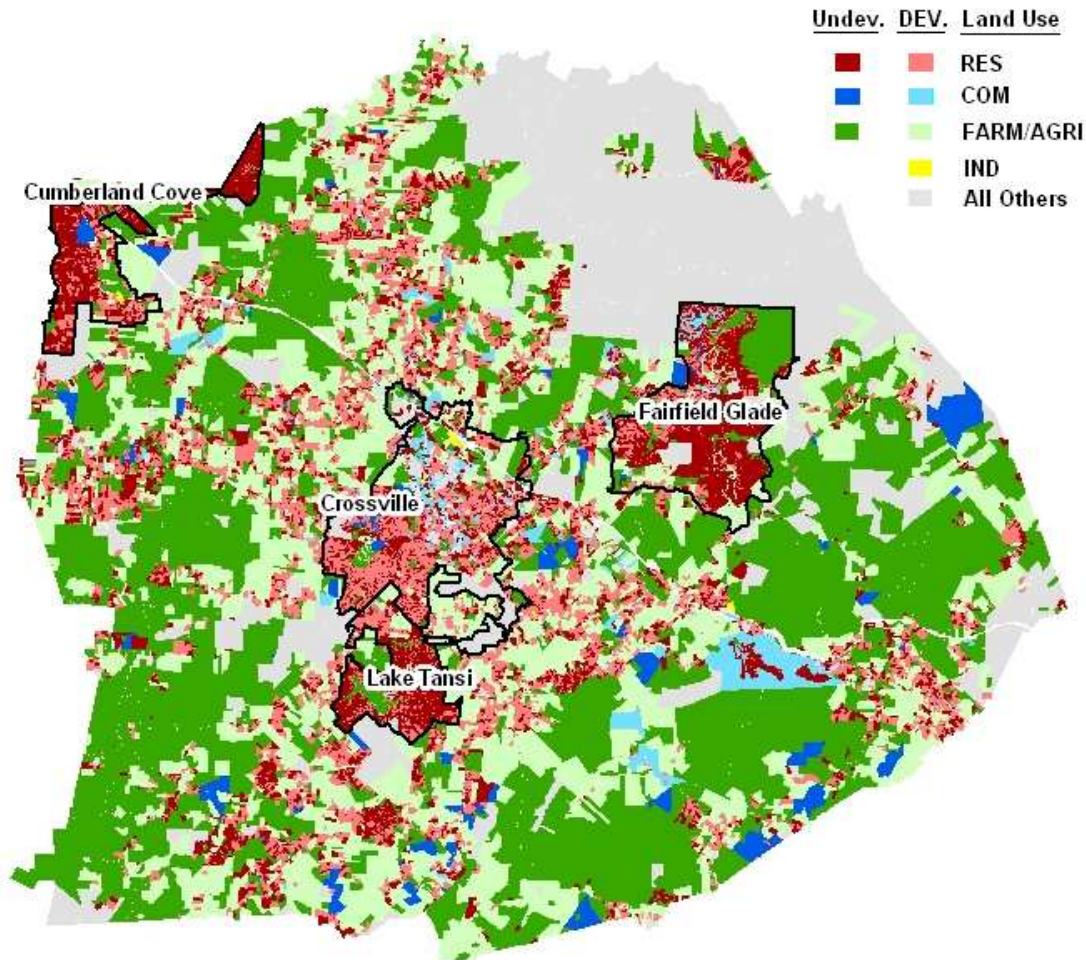 Undev. DEV. Land Use
RES
COM
FARM/AGRI
IND
All Others
Cumberland Cove
Fairfield Glade
Crossville
Lake Tansi